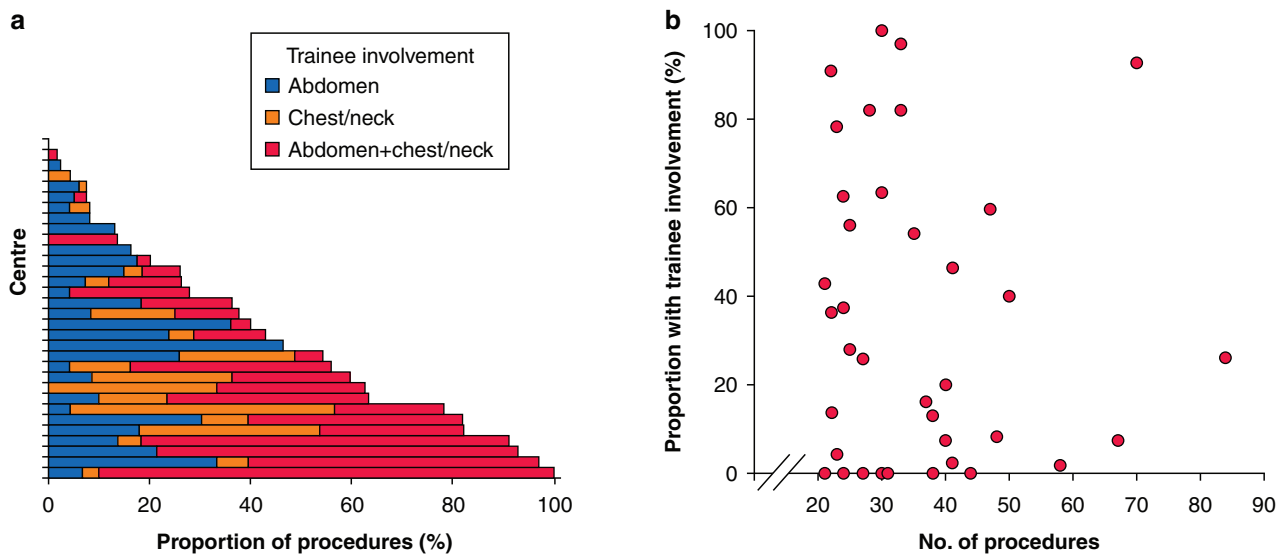 a
Trainee involvement
Abdomen
Chest/neck
Abdomen+chest/neck
Centre
0 20 40 60 80 100
Proportion of procedures (%)
b
Proportion with trainee involvement (%)
100
80
60
40
20
0
20 30 40 50 60 70 80 90
No. of procedures